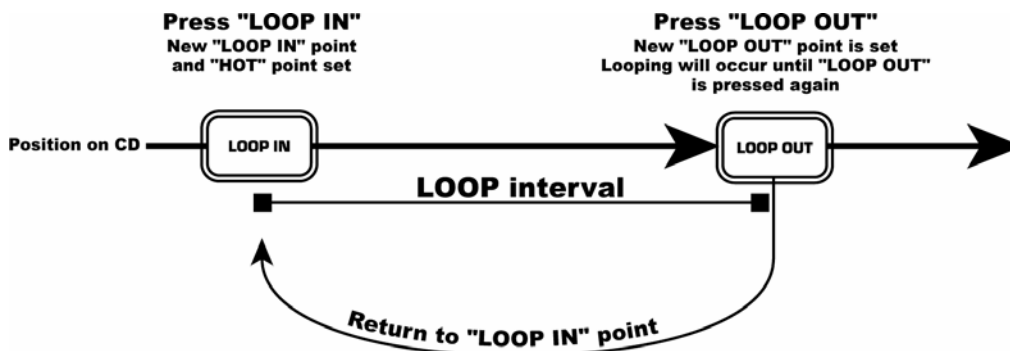 Press "LOOP IN"
New "LOOP IN" point
and "HOT" point set
Press "LOOP OUT"
New "LOOP OUT" point is set
Looping will occur until "LOOP OUT"
is pressed again
Position on CD
LOOP IN
LOOP OUT
LOOP interval
Return to "LOOP IN" point